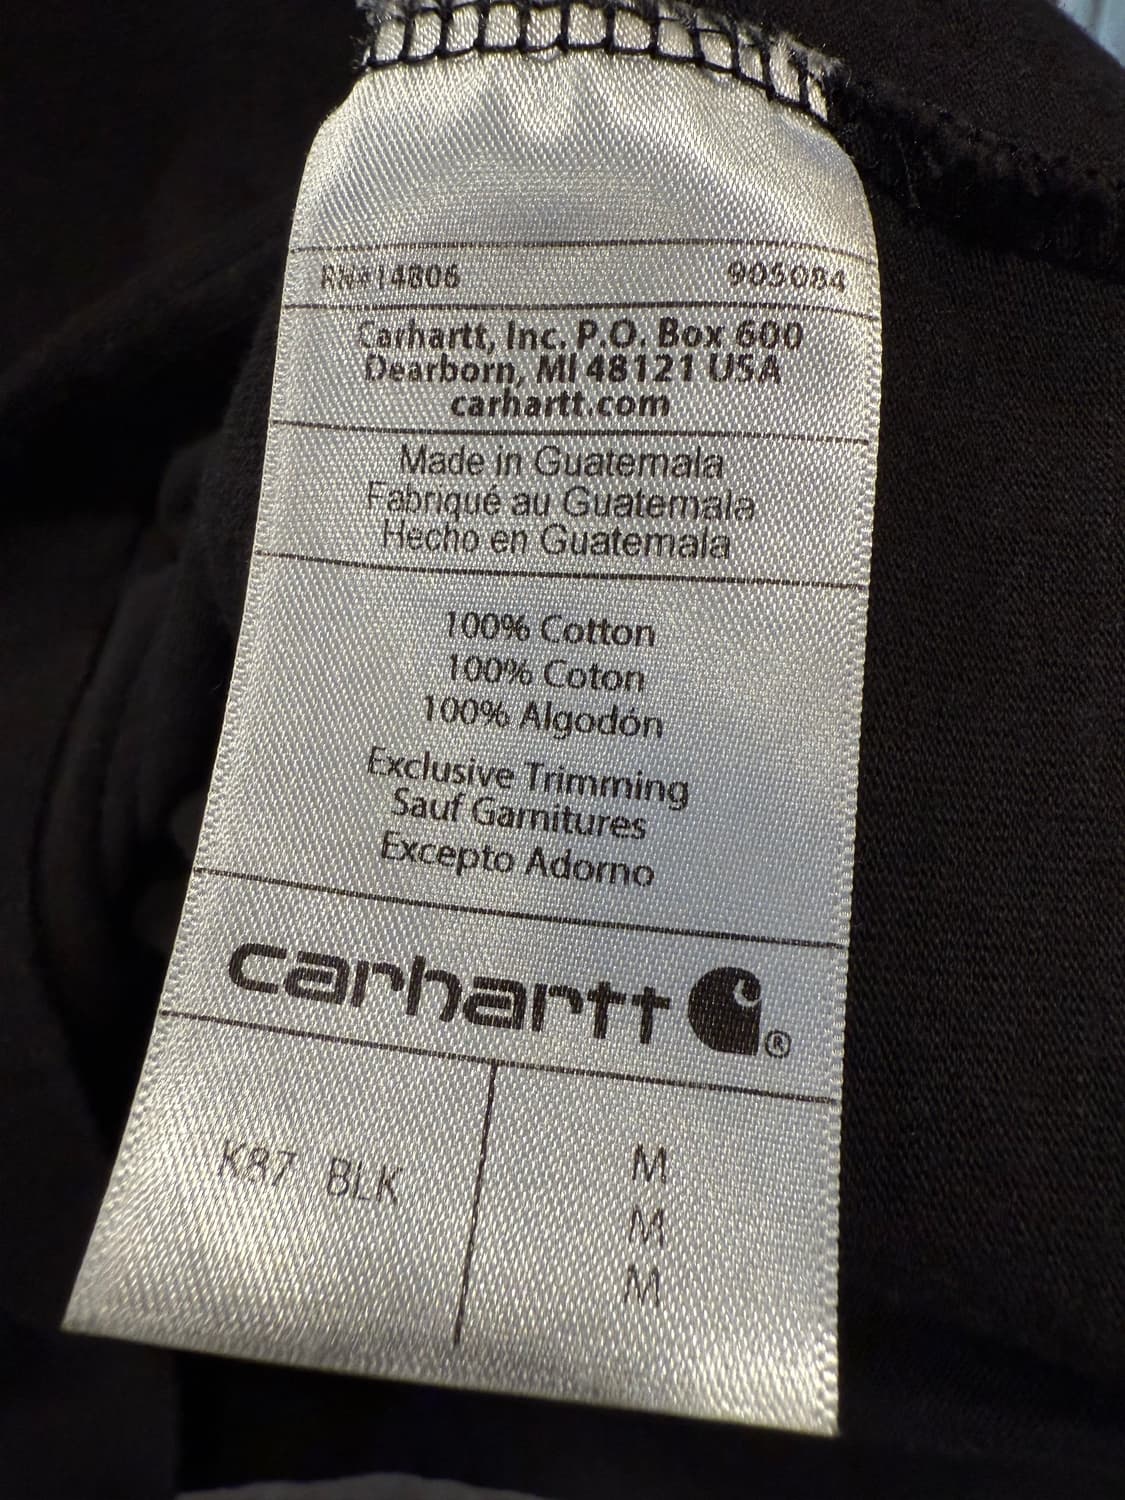 RN# 14806 905084
Carhartt, Inc. P.O. Box 600
Dearborn, MI 48121 USA
carhartt.com
Made in Guatemala
Fabriqué au Guatemala
Hecho en Guatemala
100% Cotton
100% Coton
100% Algodón
Exclusive Trimming
Sauf Garnitures
Excepto Adorno
carhartt ®
K87 BLK M
M
M